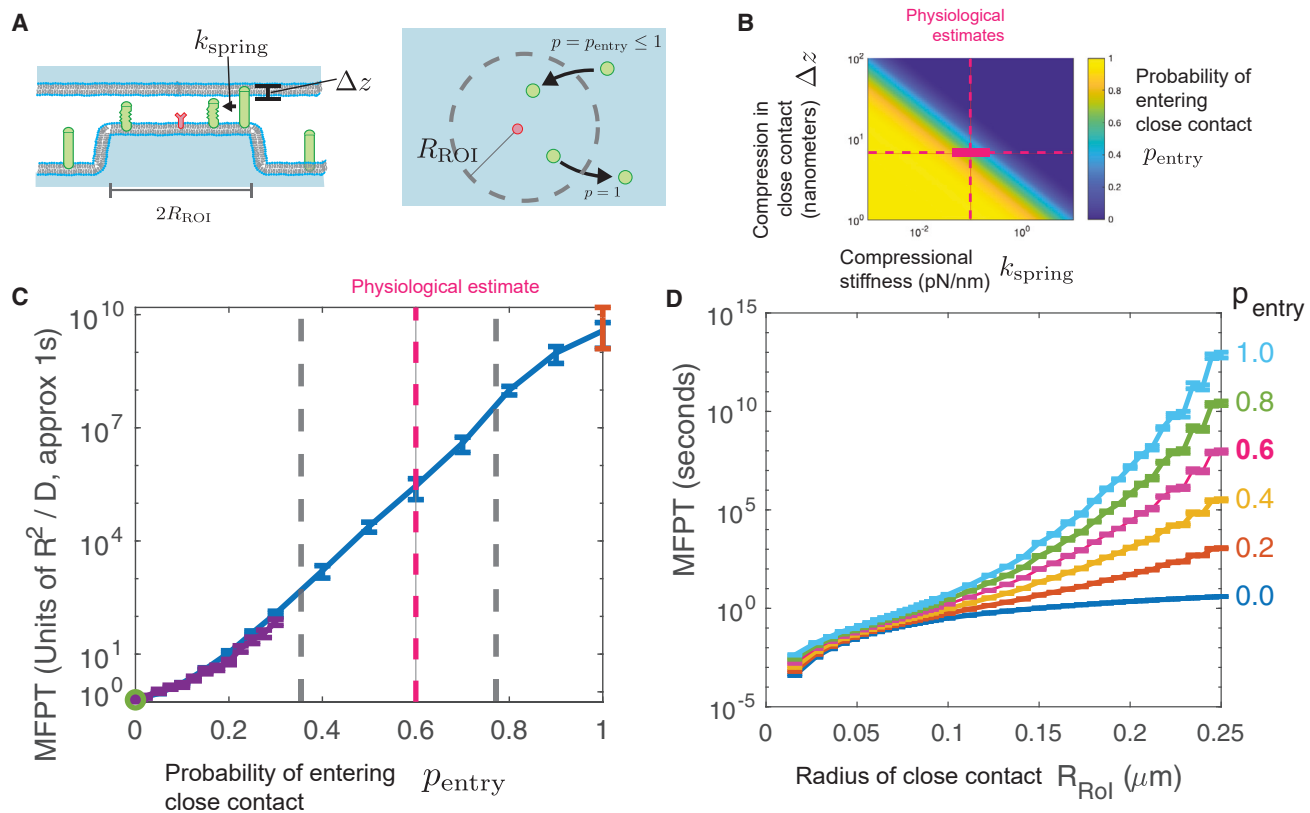 A
k_spring
Δz
2R_ROI
p = p_entry ≤ 1
R_ROI
p = 1
B
Physiological
estimates
Compression in
close contact
(nanometers)
Δz
10^2
10^1
10^0
10^-2
10^0
Compressional
stiffness (pN/nm)
k_spring
1
0.8
0.6
0.4
0.2
0
Probability of
entering
close contact
p_entry
C
Physiological estimate
MFPT (Units of R^2 / D, approx 1s)
10^10
10^7
10^4
10^1
10^0
0
0.2
0.4
0.6
0.8
1
Probability of entering
close contact
p_entry
D
MFPT (seconds)
10^15
10^10
10^5
10^0
10^-5
0
0.05
0.1
0.15
0.2
0.25
Radius of close contact R_RoI (μm)
p_entry
1.0
0.8
0.6
0.4
0.2
0.0